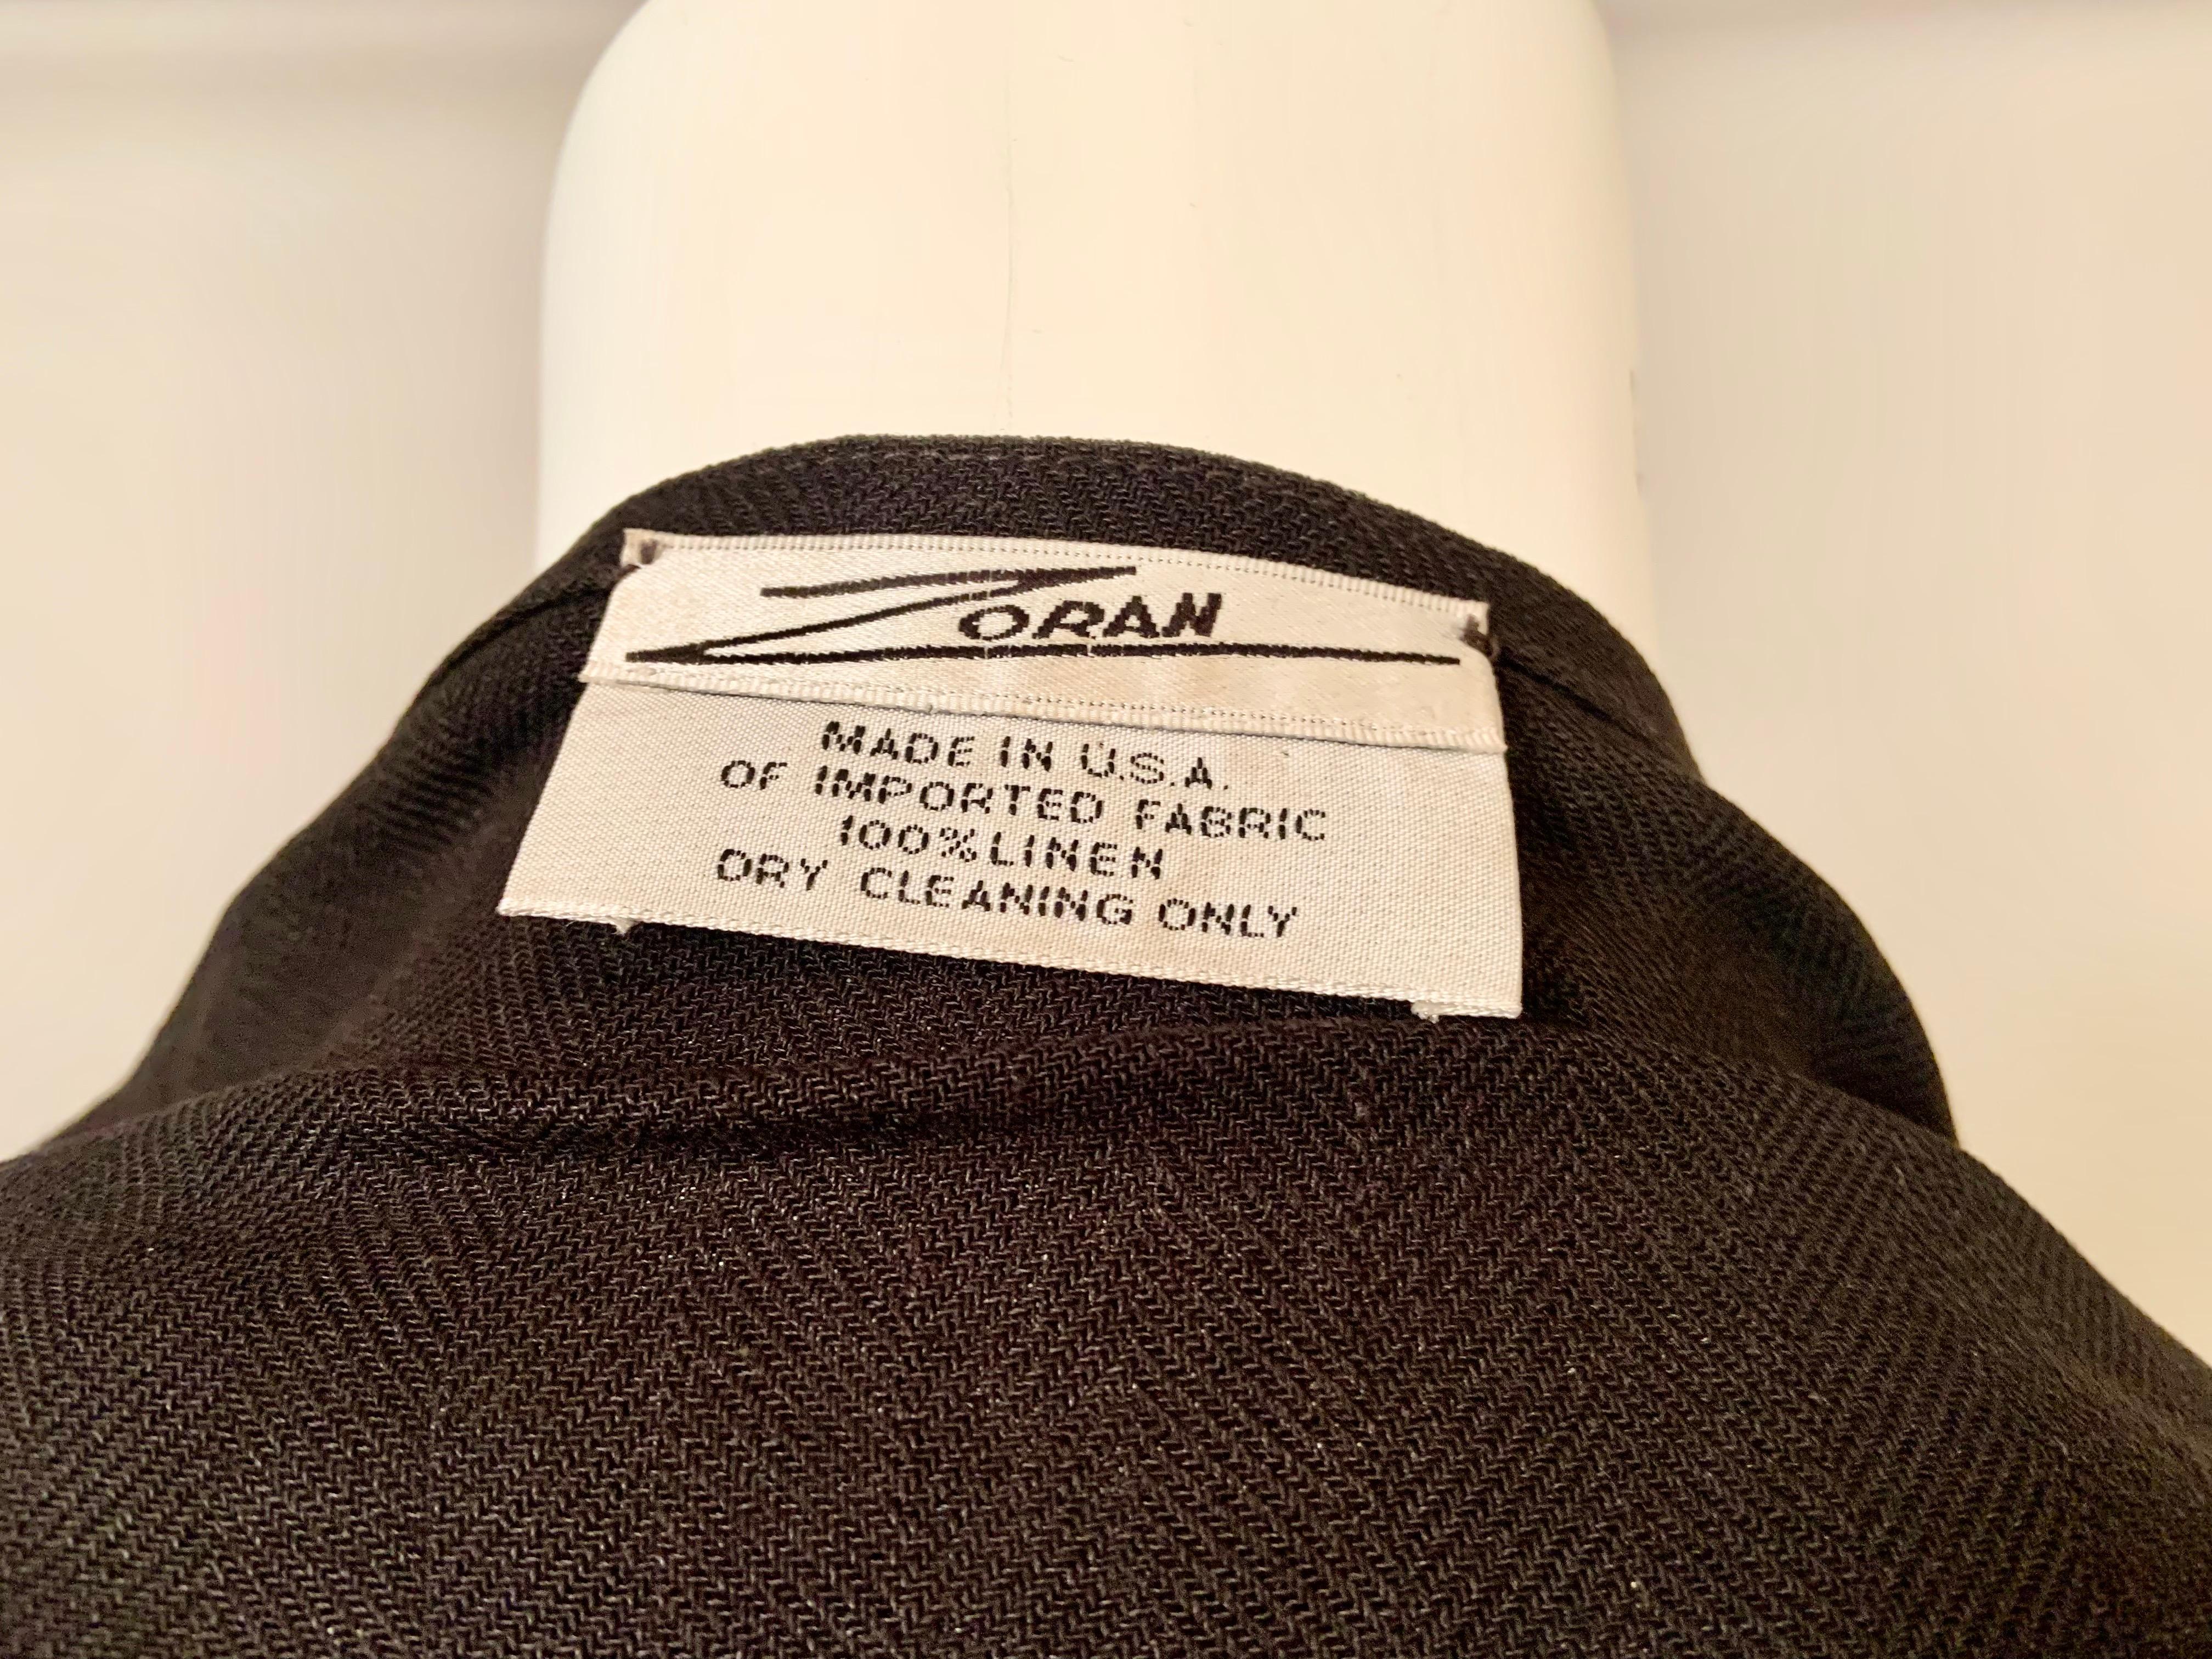 ZORAN
MADE IN U.S.A.
OF IMPORTED FABRIC
100% LINEN
DRY CLEANING ONLY